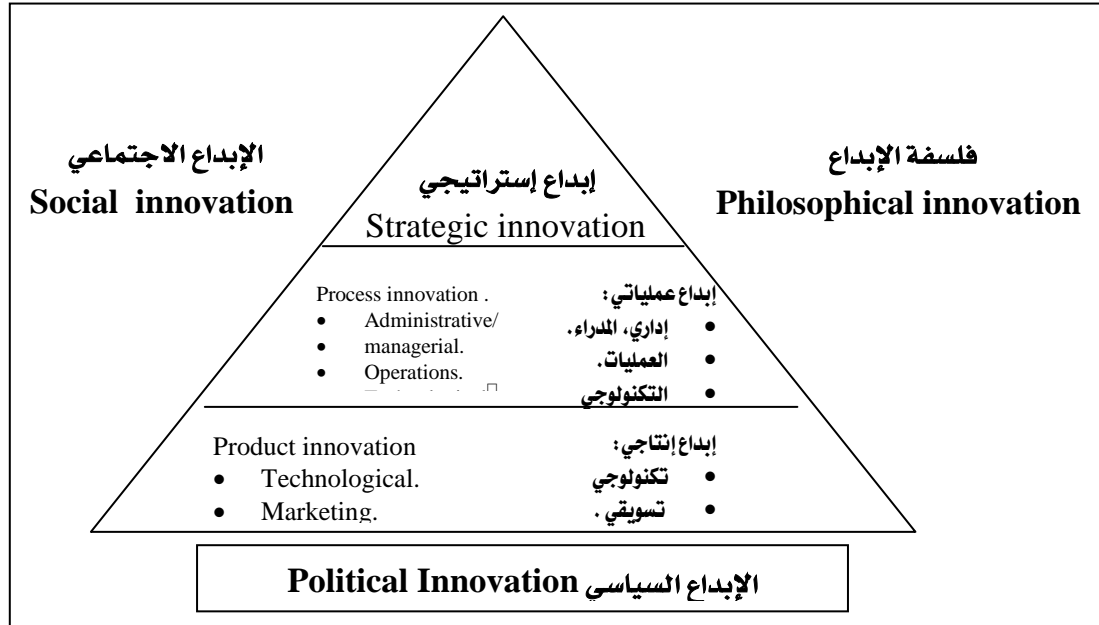 الإبداع الاجتماعي
Social innovation
فلسفة الإبداع
Philosophical innovation
إبداع إستراتيجي
Strategic innovation
Process innovation .
• Administrative/
• managerial.
• Operations.
إبداع عملياتي:
• إداري، المدراء.
• العمليات.
• التكنولوجي
Product innovation
• Technological.
• Marketing.
إبداع إنتاجي:
• تكنولوجي
• تسويقي .
Political Innovation الإبداع السياسي